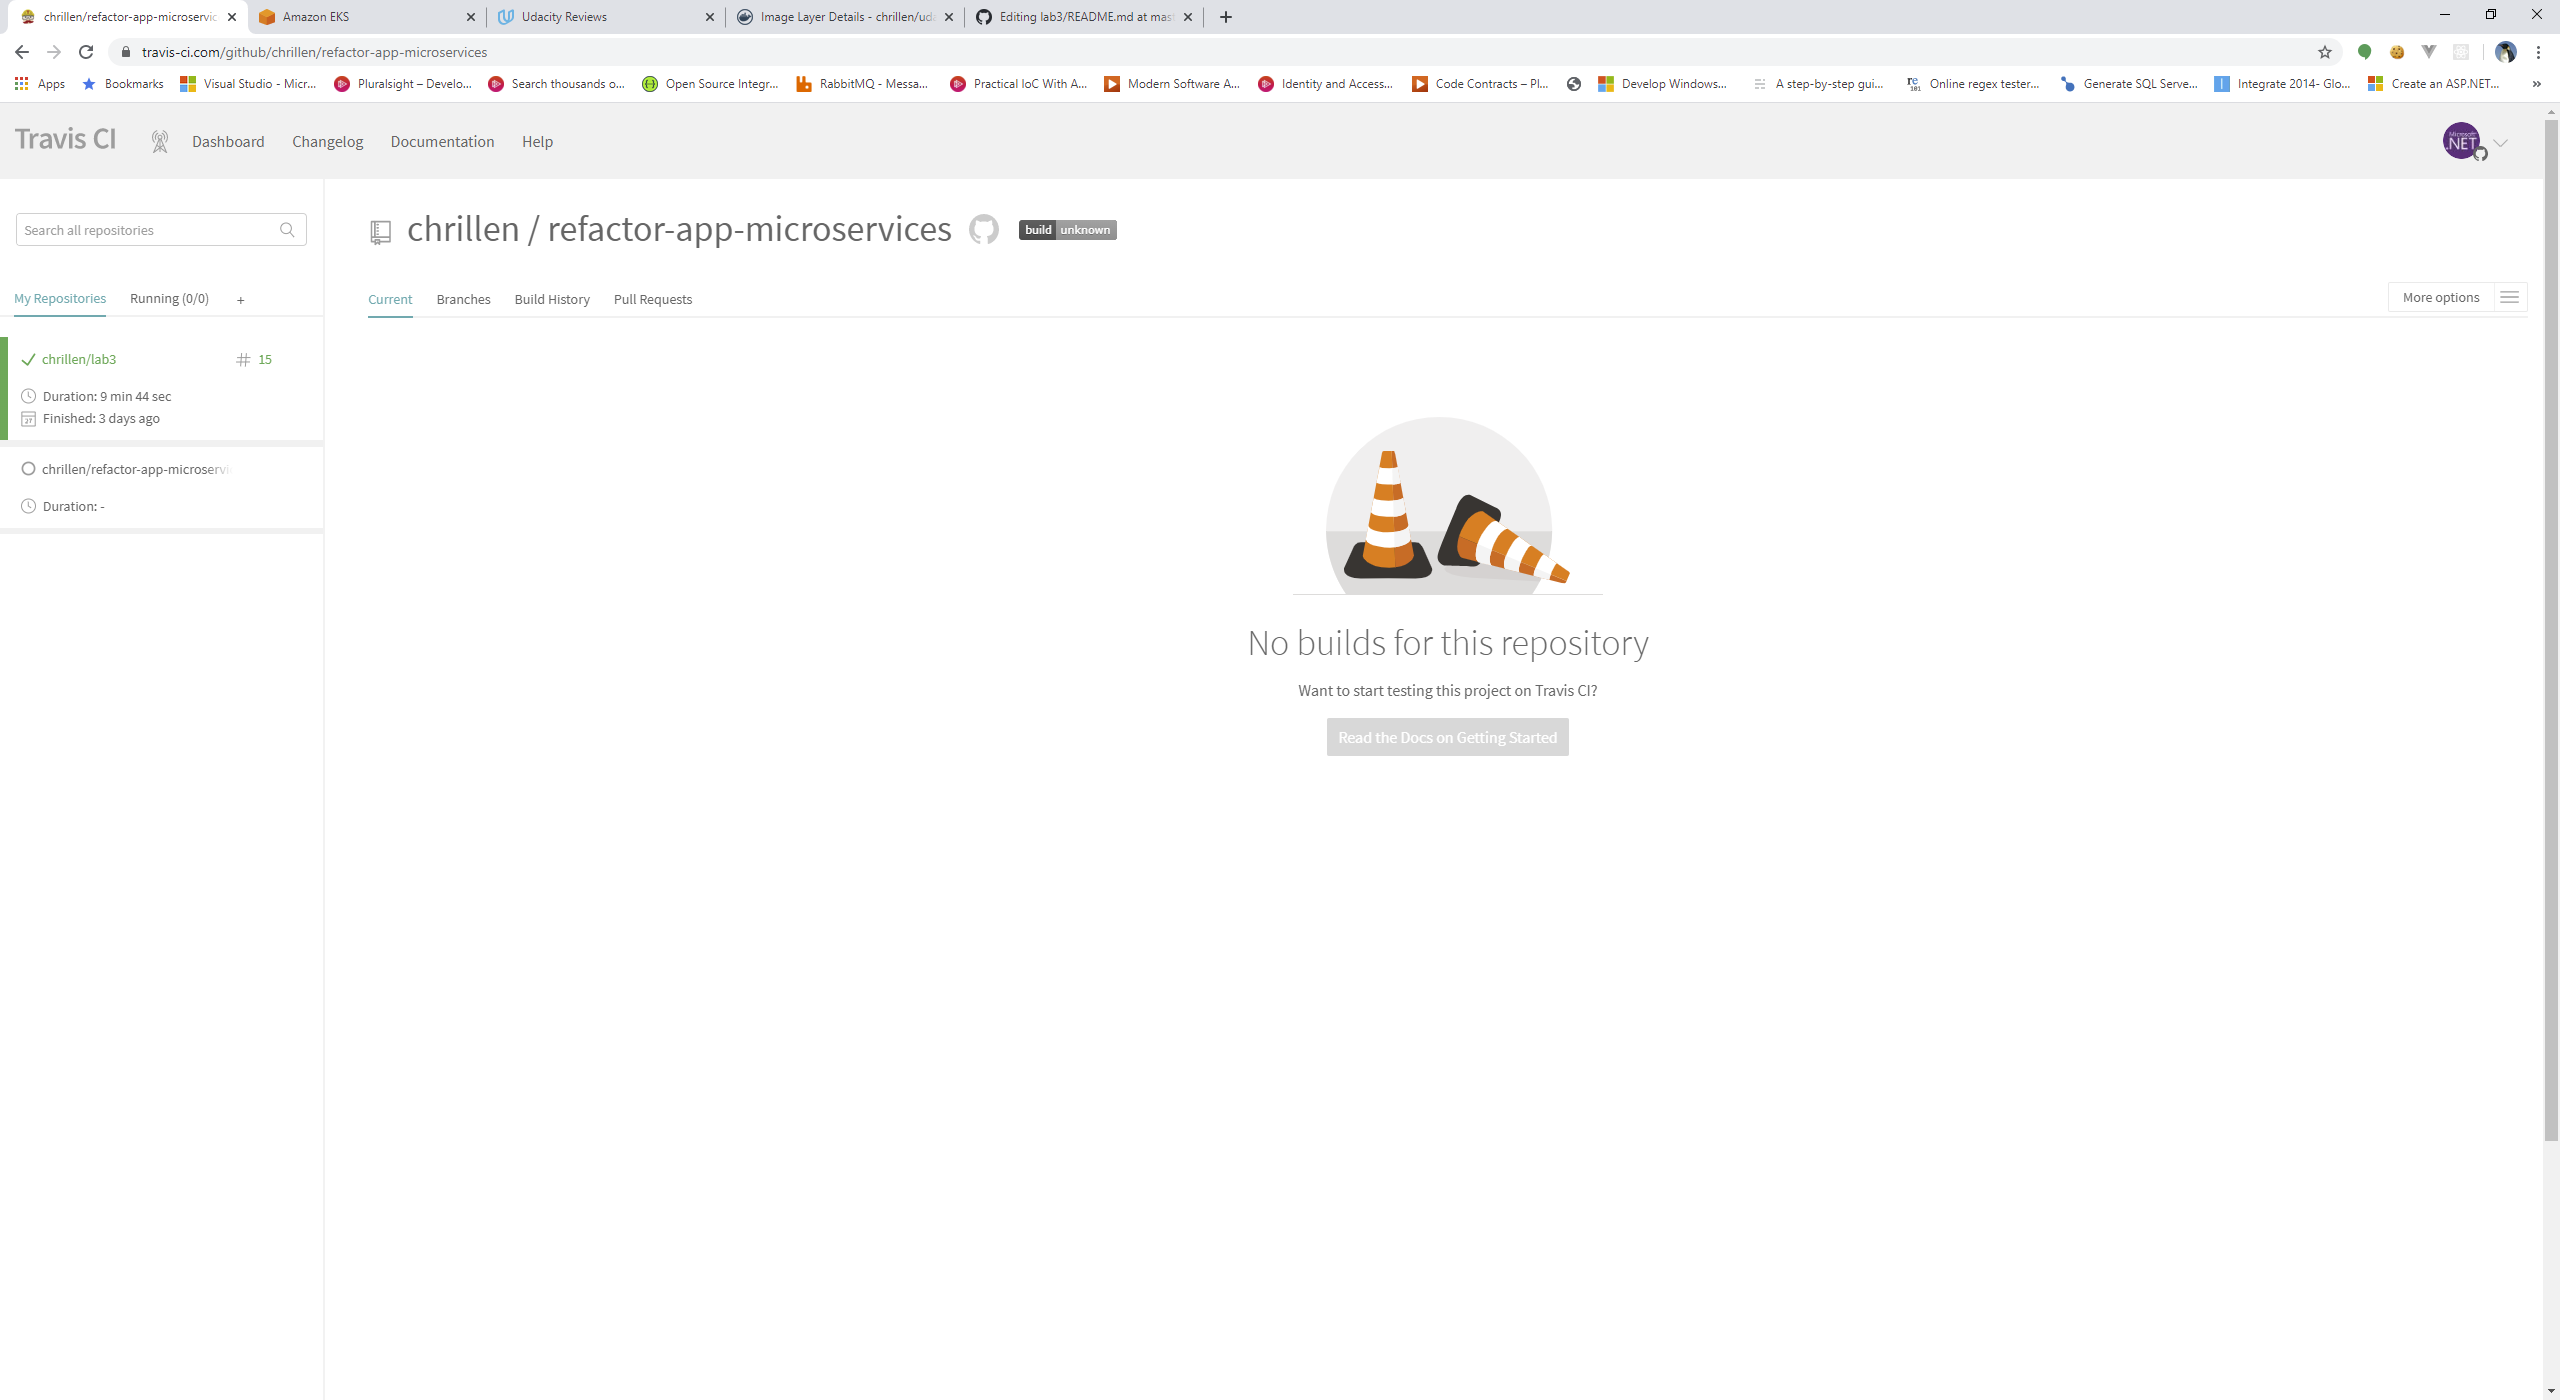 chrillen/refactor-app-microservic
Amazon EKS
Udacity Reviews
Image Layer Details - chrillen/uda
Editing lab3/README.md at mast
travis-ci.com/github/chrillen/refactor-app-microservices
Apps
Bookmarks
Visual Studio - Micr...
Pluralsight – Develo...
Search thousands o...
Open Source Integr...
RabbitMQ - Messa...
Practical IoC With A...
Modern Software A...
Identity and Access...
Code Contracts – Pl...
Develop Windows...
A step-by-step gui...
re 101
Online regex tester...
Generate SQL Serve...
Integrate 2014- Glo...
Create an ASP.NET...
»
Travis CI
Dashboard
Changelog
Documentation
Help
Microsoft .NET
Search all repositories
My Repositories
Running (0/0)
+
chrillen/lab3
# 15
Duration: 9 min 44 sec
Finished: 3 days ago
chrillen/refactor-app-microservi
Duration: -
chrillen / refactor-app-microservices
build unknown
Current
Branches
Build History
Pull Requests
More options
No builds for this repository
Want to start testing this project on Travis CI?
Read the Docs on Getting Started